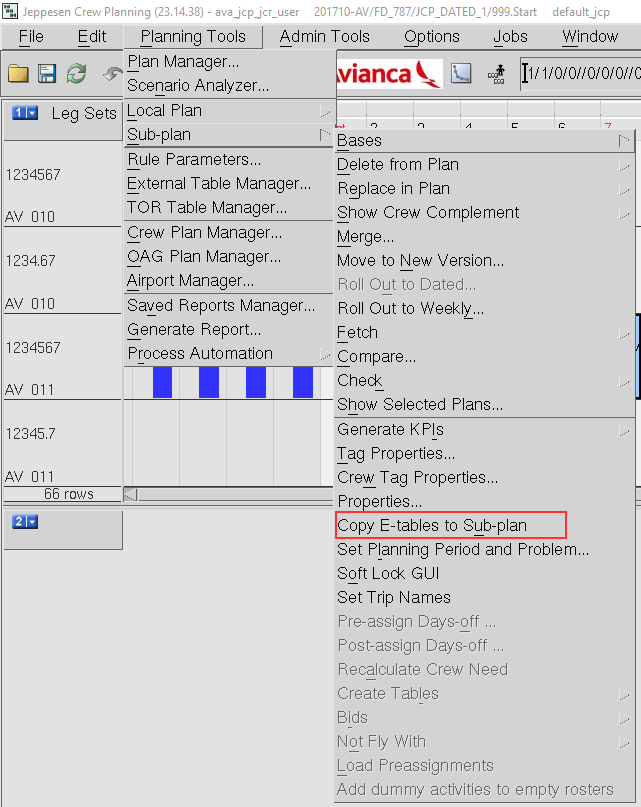 Jeppesen Crew Planning (23.14.38) - ava_jcp_jcr_user 201710-AV/FD_787/JCP_DATED_1/999.Start default_jcp
File Edit Planning Tools Admin Tools Options Jobs Window
Avianca 1/1/0/0//0/0/0//0
Plan Manager...
Scenario Analyzer...
Local Plan
Sub-plan
Rule Parameters...
External Table Manager...
TOR Table Manager...
Crew Plan Manager...
OAG Plan Manager...
Airport Manager...
Saved Reports Manager...
Generate Report...
Process Automation
1 Leg Sets
1234567
AV 010
1234.67
AV 010
1234567
AV 011
12345.7
AV 011
66 rows
2
2 3 4 5 6 7
Bases
Delete from Plan
Replace in Plan
Show Crew Complement
Merge...
Move to New Version...
Roll Out to Dated...
Roll Out to Weekly...
Fetch
Compare...
Check
Show Selected Plans...
Generate KPIs
Tag Properties...
Crew Tag Properties...
Properties...
Copy E-tables to Sub-plan
Set Planning Period and Problem...
Soft Lock GUI
Set Trip Names
Pre-assign Days-off ...
Post-assign Days-off ...
Recalculate Crew Need
Create Tables
Bids
Not Fly With
Load Preassignments
Add dummy activities to empty rosters